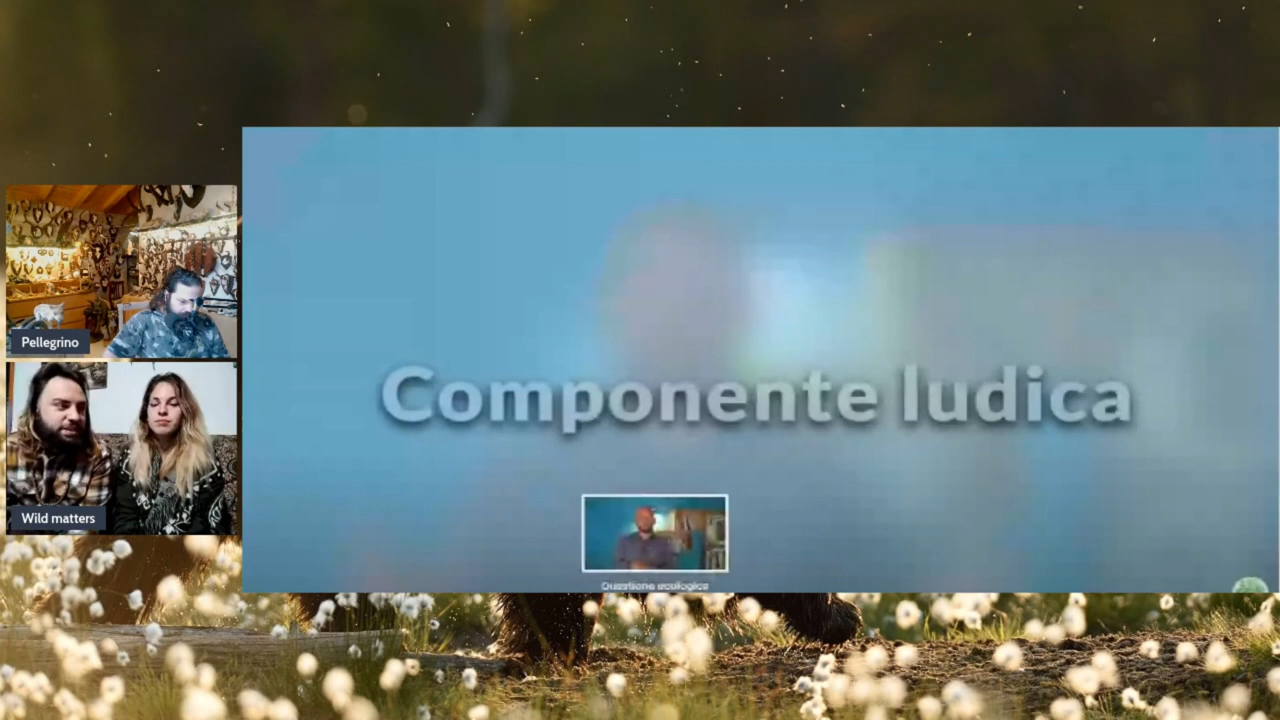 Pellegrino
Wild matters
Componente ludica
Questione ecologica